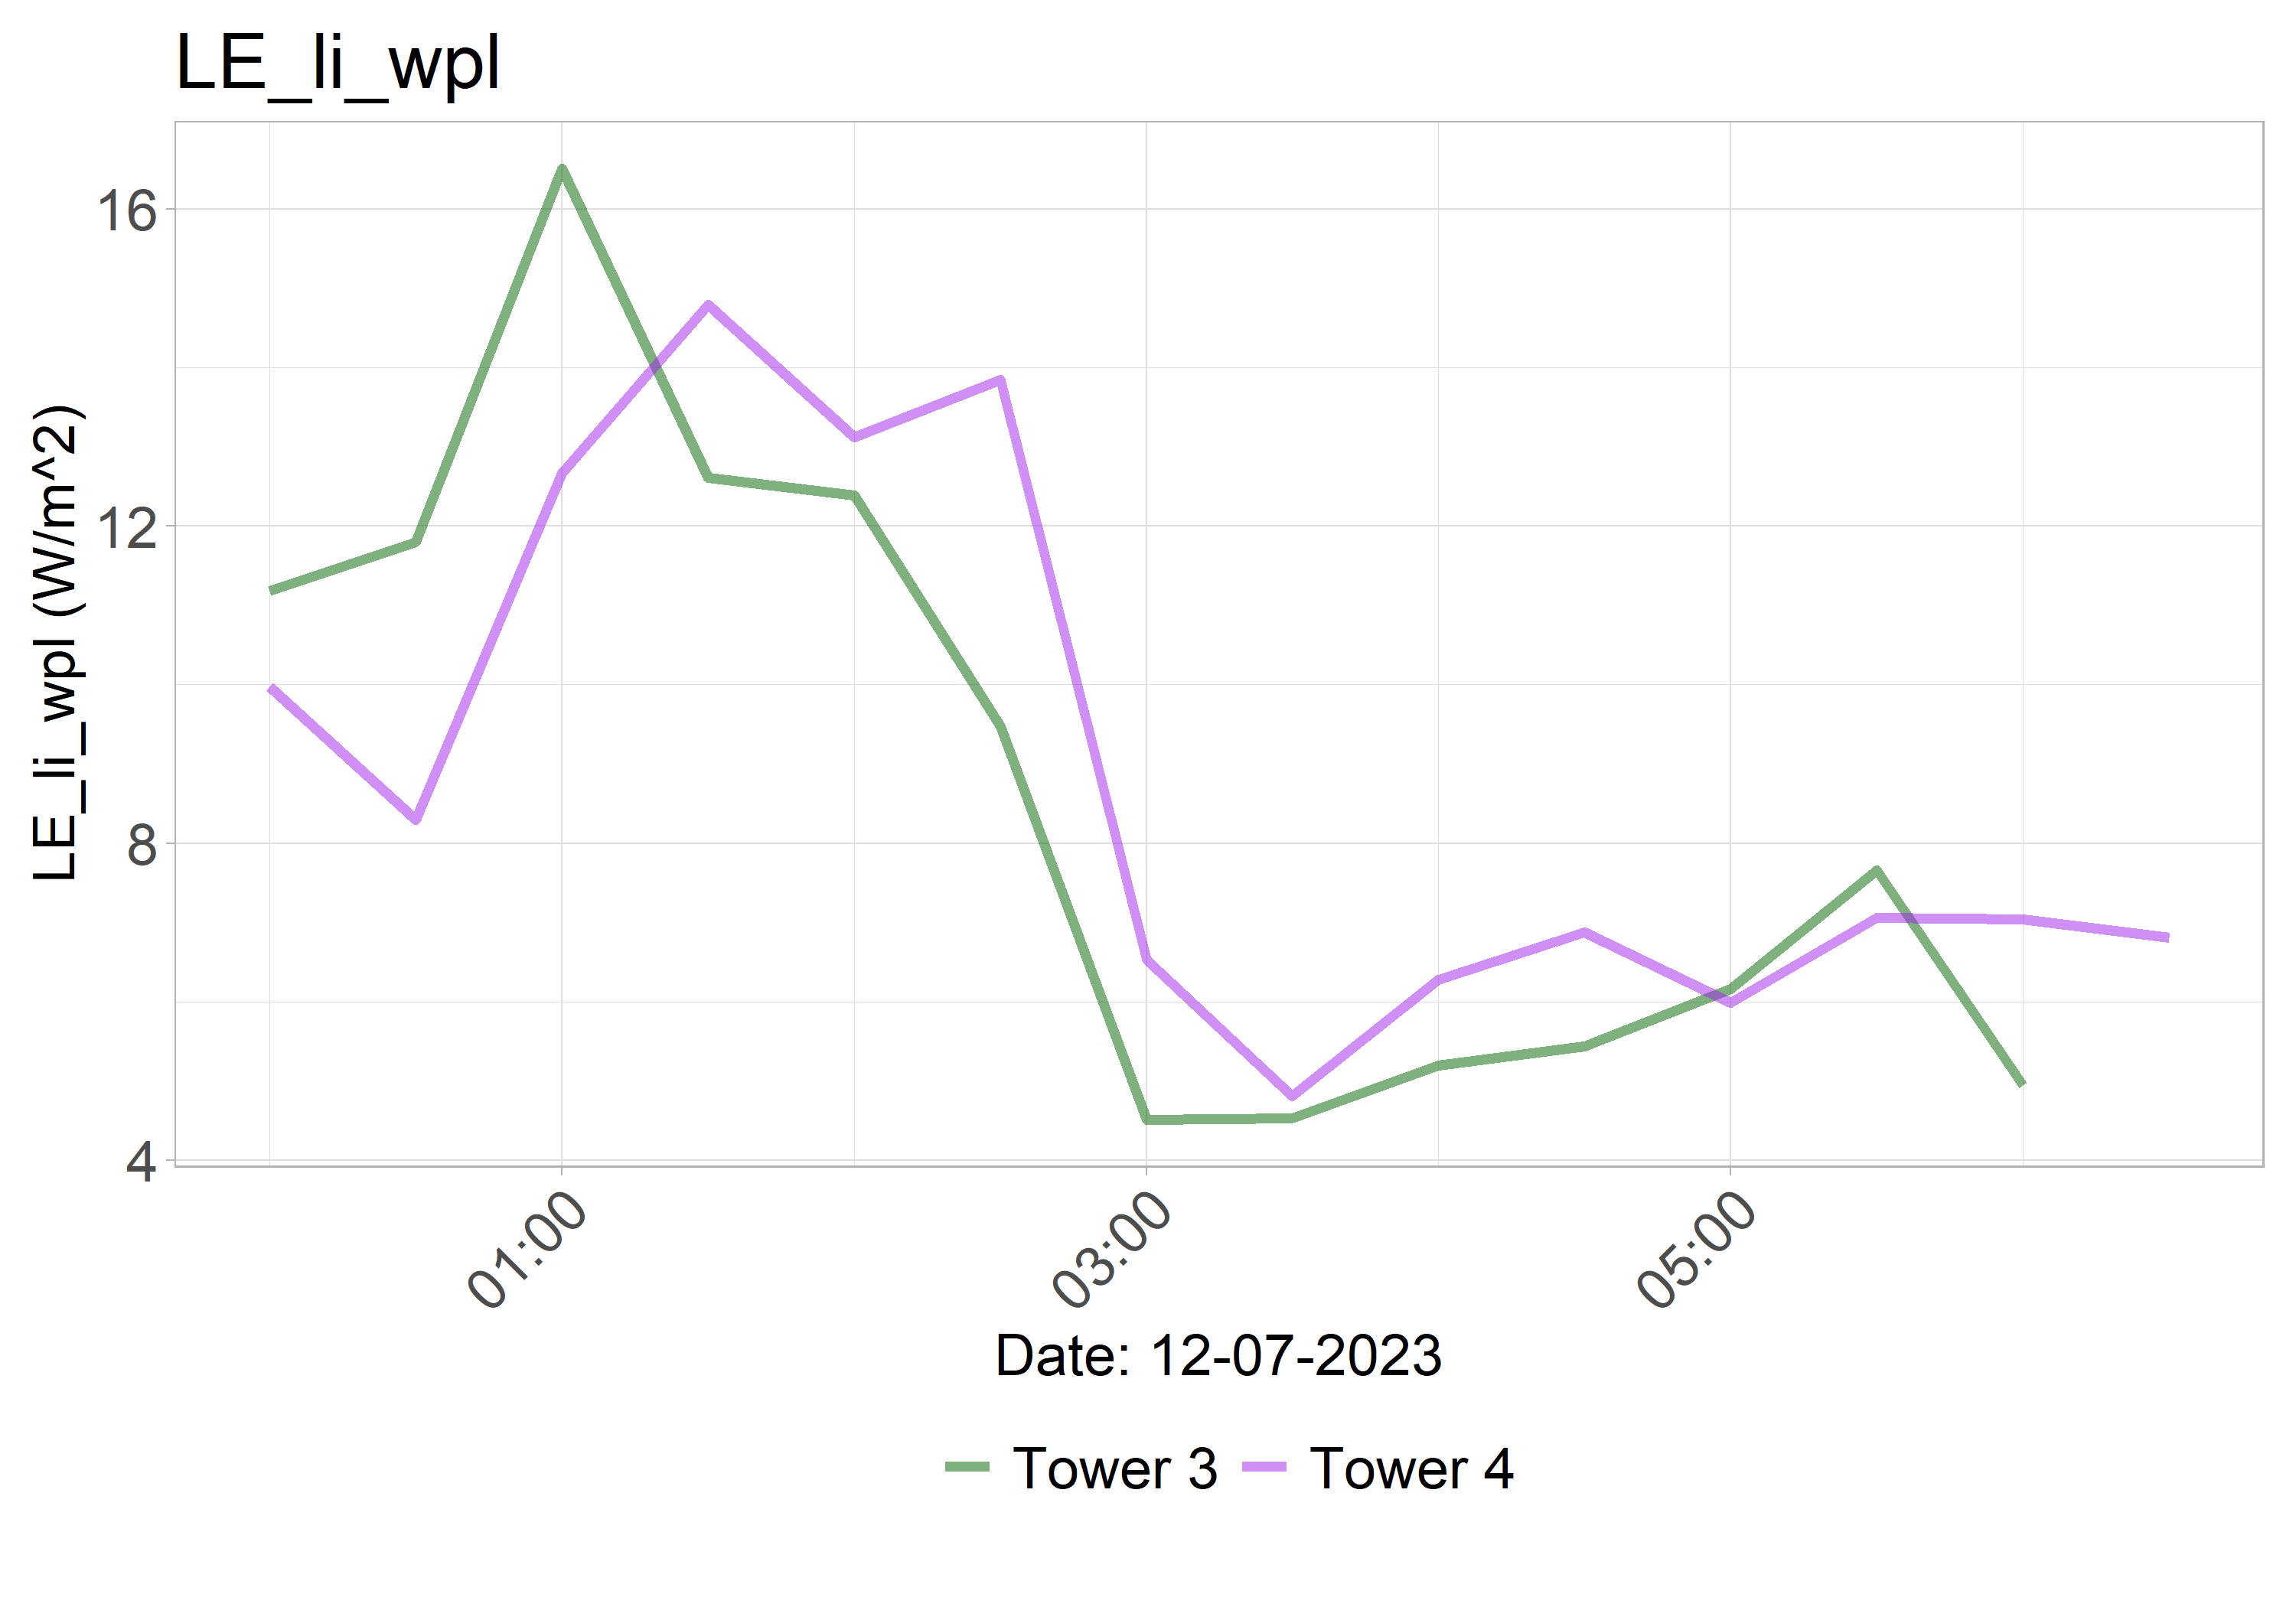 LE_li_wpl
LE_li_wpl (W/m^2)
16
12
8
4
01:00
03:00
05:00
Date: 12-07-2023
Tower 3
Tower 4